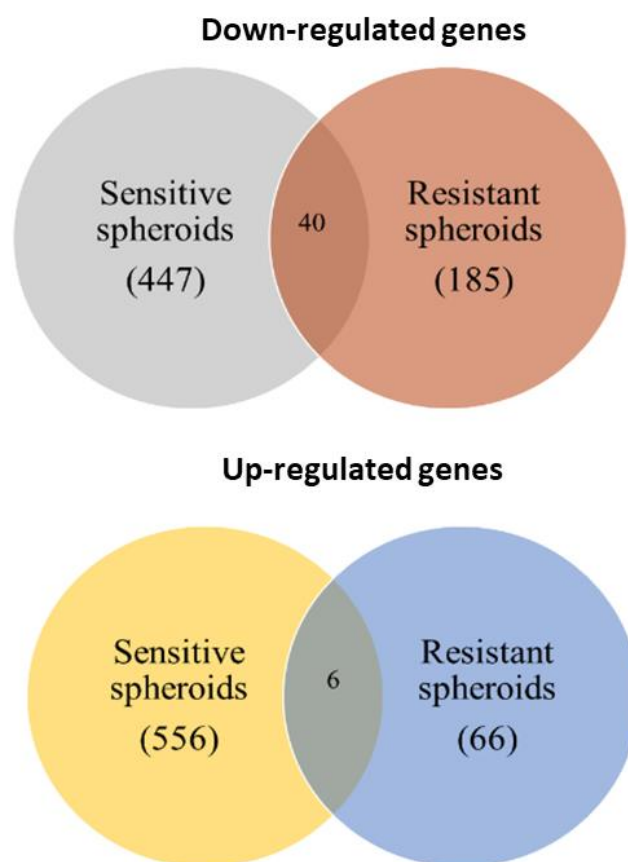 Down-regulated genes
Sensitive
spheroids
(447)
40
Resistant
spheroids
(185)
Up-regulated genes
Sensitive
spheroids
(556)
6
Resistant
spheroids
(66)